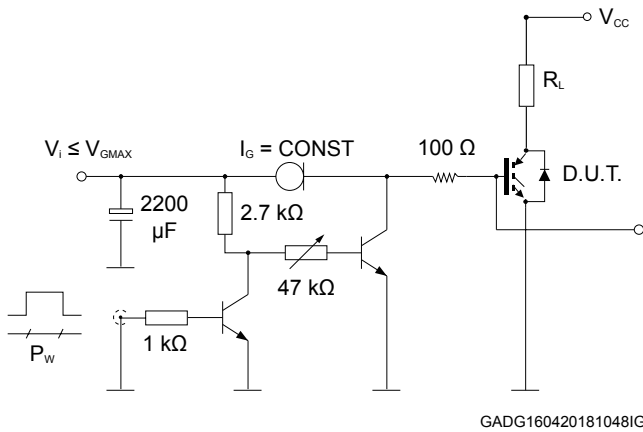 V_CC
R_L
V_i ≤ V_GMAX
I_G = CONST
100 Ω
D.U.T.
2200
μF
2.7 kΩ
47 kΩ
1 kΩ
P_W
GADG160420181048IG